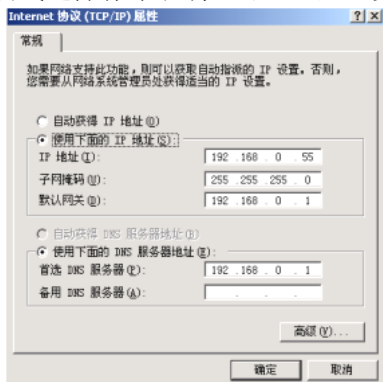 Internet 协议 (TCP/IP) 属性
常规
如果网络支持此功能，则可以获取自动指派的 IP 设置。否则，
您需要从网络系统管理员处获得适当的 IP 设置。
自动获得 IP 地址(O)
使用下面的 IP 地址(S):
IP 地址(I): 192 .168 . 0 . 55
子网掩码(U): 255 .255 .255 . 0
默认网关(D): 192 .168 . 0 . 1
自动获得 DNS 服务器地址(B)
使用下面的 DNS 服务器地址(E):
首选 DNS 服务器(P): 192 .168 . 0 . 1
备用 DNS 服务器(A): . . .
高级(V)...
确定 取消